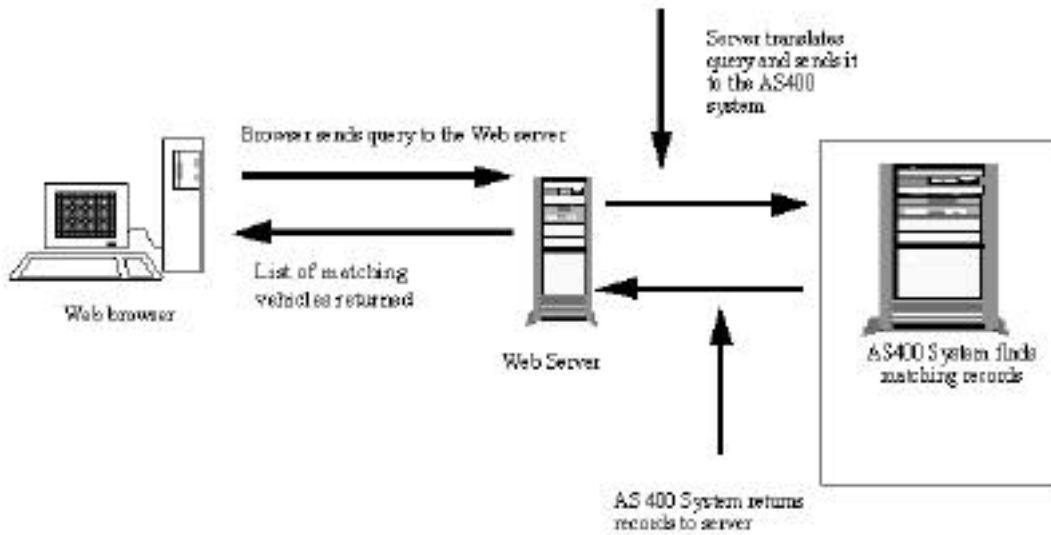 Server translates
query and sends it
to the AS400
system
Browser sends query to the Web server
List of matching
vehicles returned
Web browser
Web Server
AS400 System finds
matching records
AS 400 System returns
records to server